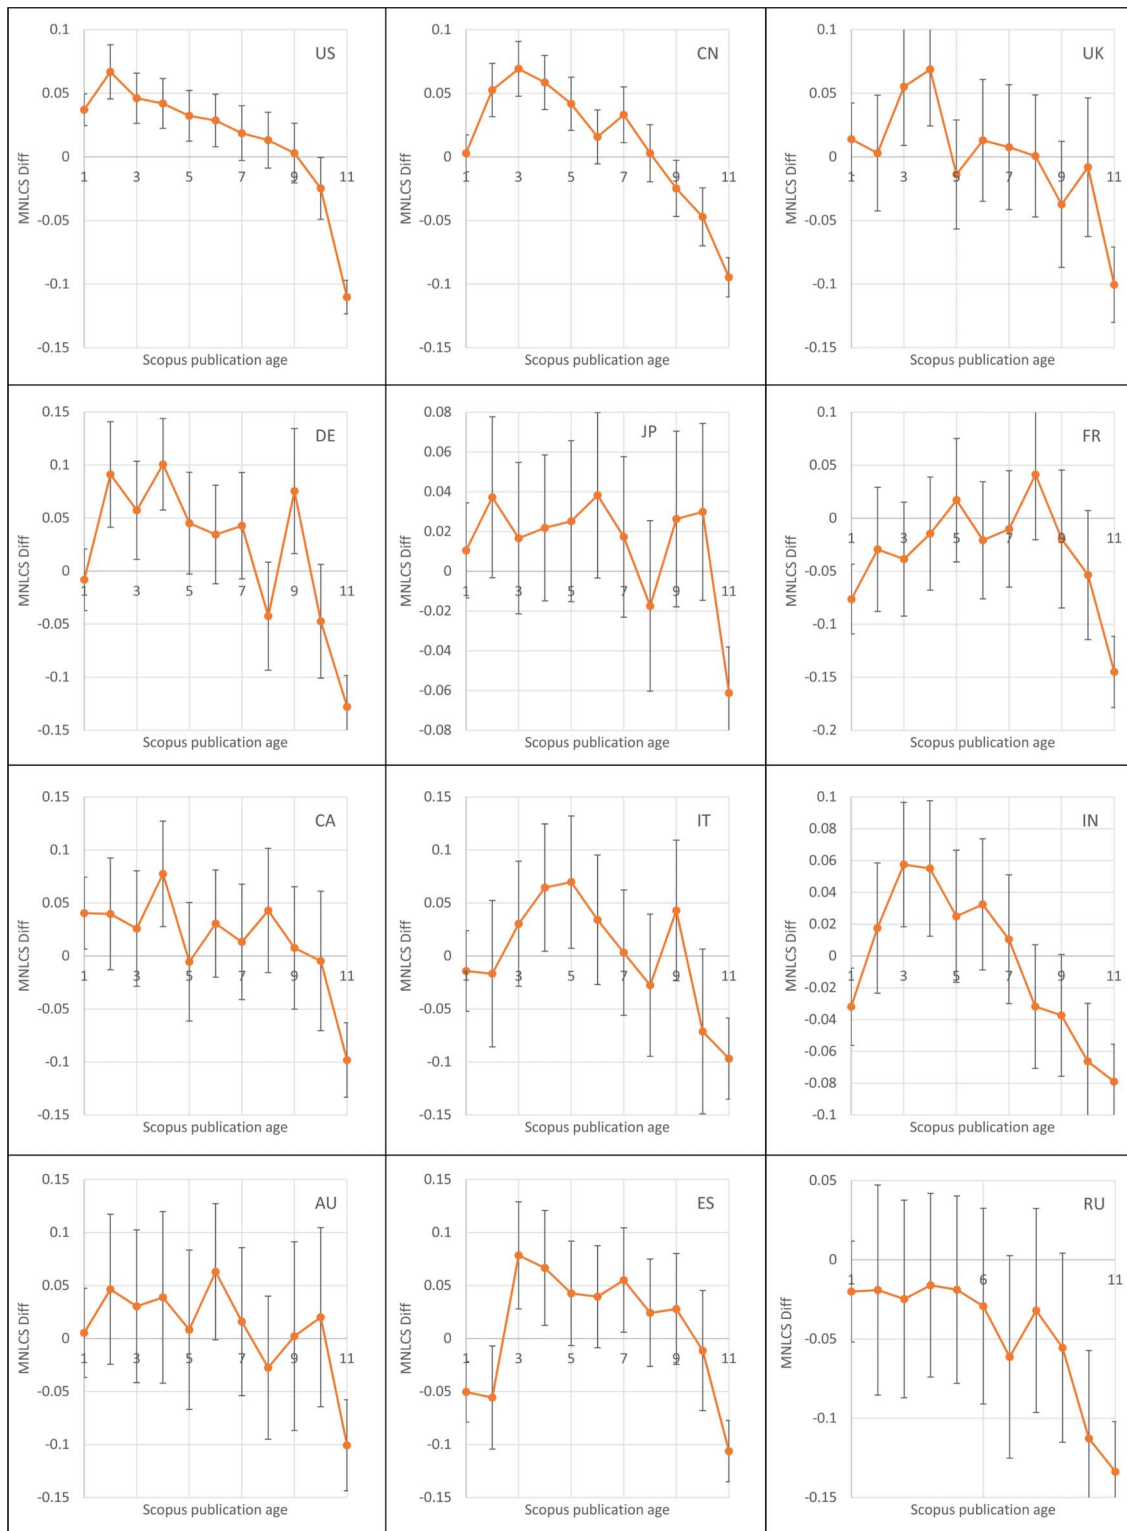 US
MNLCS Diff
0.1
0.05
0
-0.05
-0.1
-0.15
1 3 5 7 9 11
Scopus publication age
CN
MNLCS Diff
0.1
0.05
0
-0.05
-0.1
-0.15
1 3 5 7 9 11
Scopus publication age
UK
MNLCS Diff
0.1
0.05
0
-0.05
-0.1
-0.15
1 3 5 7 9 11
Scopus publication age
DE
MNLCS Diff
0.15
0.1
0.05
0
-0.05
-0.1
-0.15
1 3 5 7 9 11
Scopus publication age
JP
MNLCS Diff
0.08
0.06
0.04
0.02
0
-0.02
-0.04
-0.06
-0.08
1 3 5 7 9 11
Scopus publication age
FR
MNLCS Diff
0.1
0.05
0
-0.05
-0.1
-0.15
-0.2
1 3 5 7 9 11
Scopus publication age
CA
MNLCS Diff
0.15
0.1
0.05
0
-0.05
-0.1
-0.15
1 3 5 7 9 11
Scopus publication age
IT
MNLCS Diff
0.15
0.1
0.05
0
-0.05
-0.1
-0.15
1 3 5 7 9 11
Scopus publication age
IN
MNLCS Diff
0.1
0.08
0.06
0.04
0.02
0
-0.02
-0.04
-0.06
-0.08
-0.1
1 3 5 7 9 11
Scopus publication age
AU
MNLCS Diff
0.15
0.1
0.05
0
-0.05
-0.1
-0.15
1 3 5 7 9 11
Scopus publication age
ES
MNLCS Diff
0.15
0.1
0.05
0
-0.05
-0.1
-0.15
1 3 5 7 9 11
Scopus publication age
RU
MNLCS Diff
0.05
0
-0.05
-0.1
-0.15
1 6 11
Scopus publication age